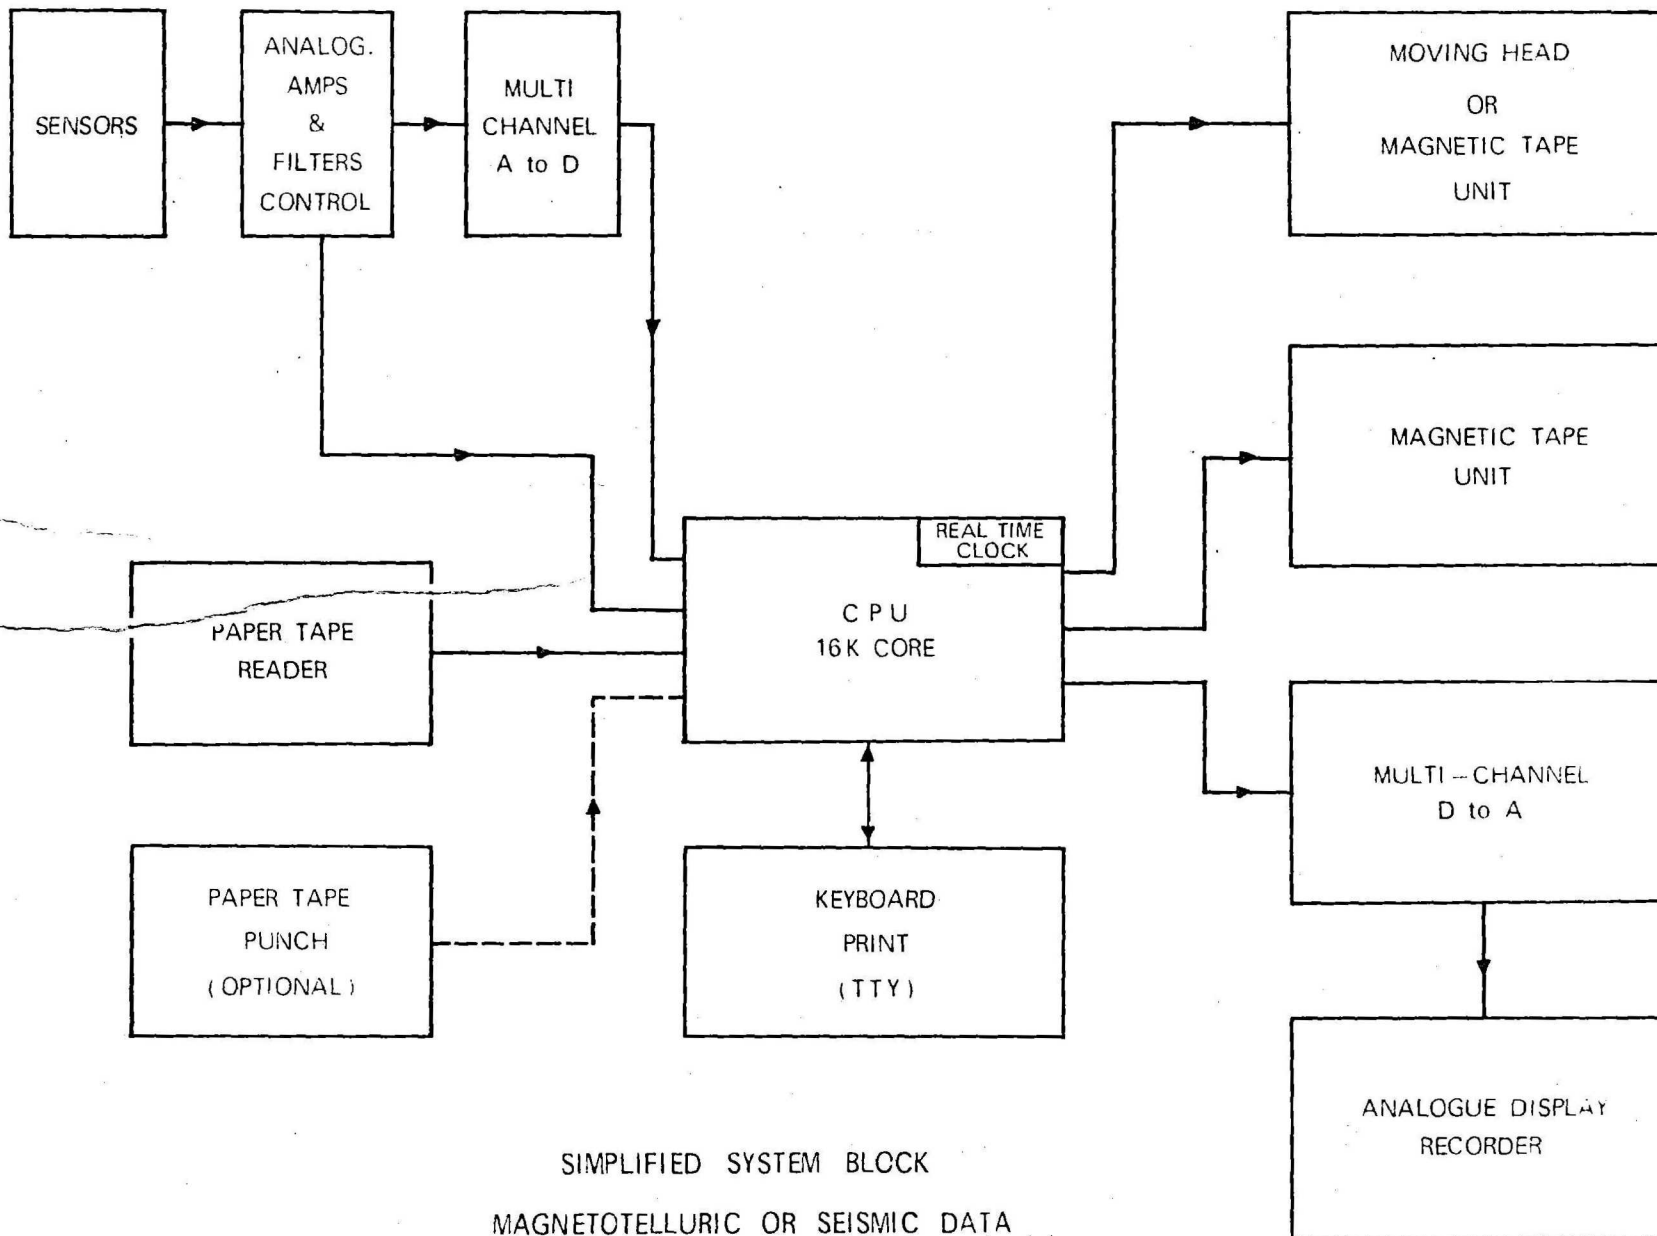 SENSORS
ANALOG.
AMPS
&
FILTERS
CONTROL
MULTI
CHANNEL
A to D
MOVING HEAD
OR
MAGNETIC TAPE
UNIT
MAGNETIC TAPE
UNIT
REAL TIME
CLOCK
CPU
16K CORE
PAPER TAPE
READER
MULTI-CHANNEL
D to A
PAPER TAPE
PUNCH
(OPTIONAL)
KEYBOARD
PRINT
(TTY)
ANALOGUE DISPLAY
RECORDER
SIMPLIFIED SYSTEM BLOCK
MAGNETOTELLURIC OR SEISMIC DATA